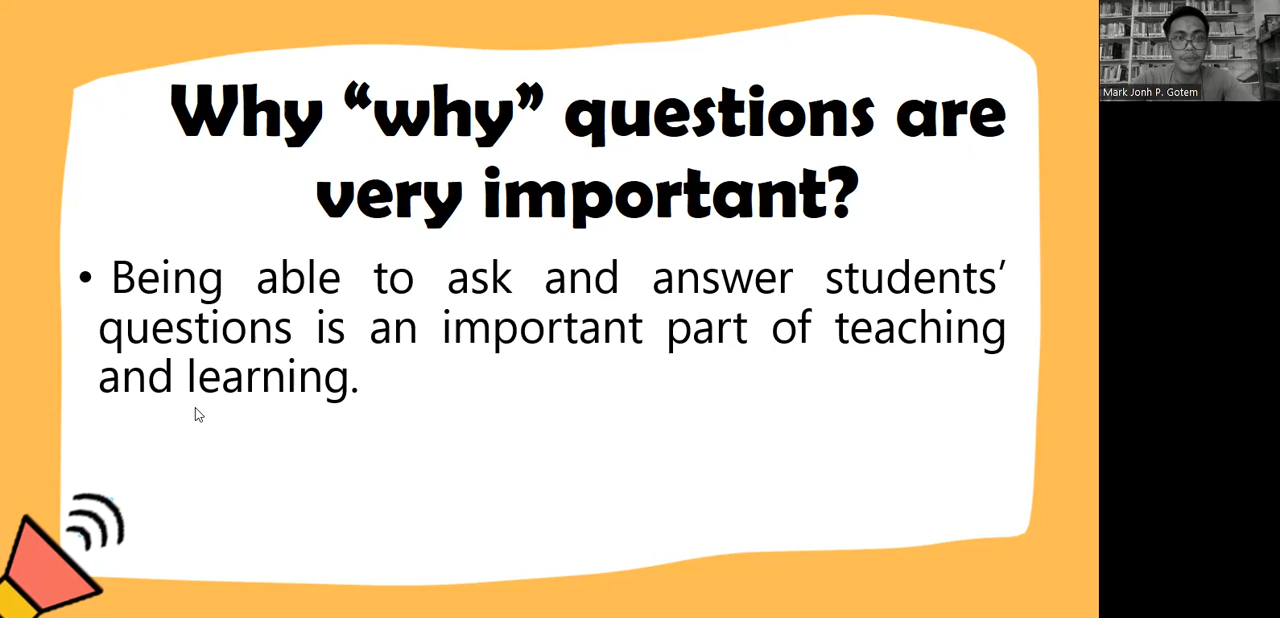 Why “why” questions are
very important?
• Being able to ask and answer students’
questions is an important part of teaching
and learning.
Mark Jonh P. Gotem